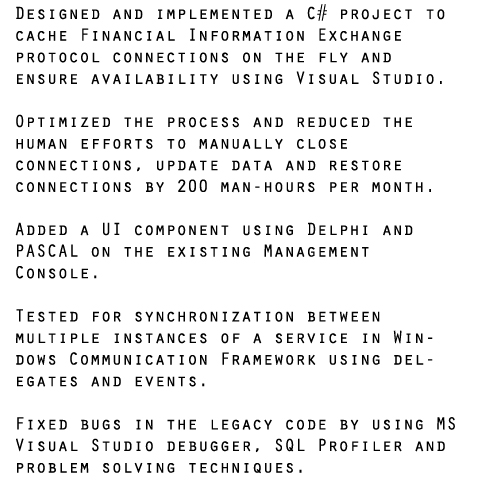 Designed and implemented a C# project to
cache Financial Information Exchange
protocol connections on the fly and
ensure availability using Visual Studio.
Optimized the process and reduced the
human efforts to manually close
connections, update data and restore
connections by 200 man-hours per month.
Added a UI component using Delphi and
PASCAL on the existing Management
Console.
Tested for synchronization between
multiple instances of a service in Win-
dows Communication Framework using del-
egates and events.
Fixed bugs in the legacy code by using MS
Visual Studio debugger, SQL Profiler and
problem solving techniques.